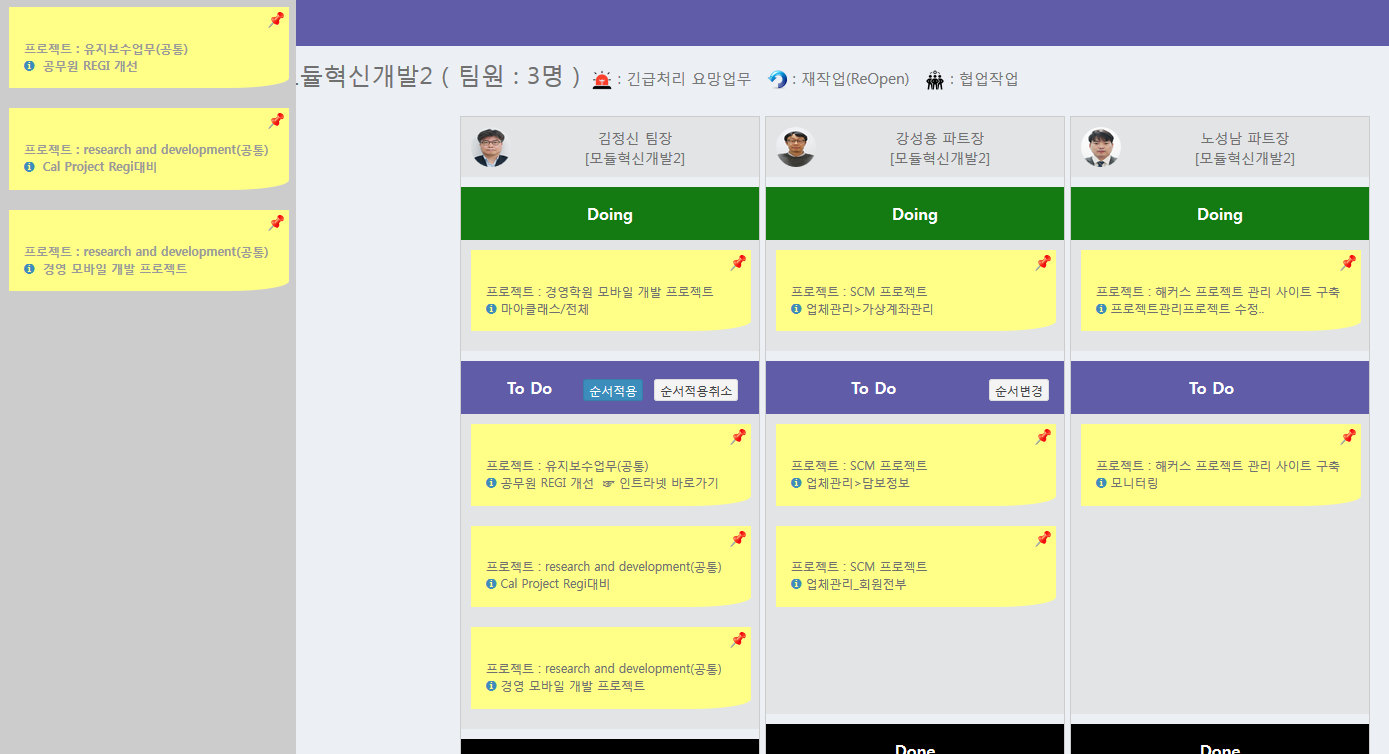 프로젝트 : 유지보수업무(공통)
공무원 REGI 개선
프로젝트 : research and development(공통)
Cal Project Regi대비
프로젝트 : research and development(공통)
경영 모바일 개발 프로젝트
듈혁신개발2 ( 팀원 : 3명 ) : 긴급처리 요망업무 : 재작업(ReOpen) : 협업작업
김정신 팀장
[모듈혁신개발2]
Doing
프로젝트 : 경영학원 모바일 개발 프로젝트
마아클래스/전체
To Do 순서적용 순서적용취소
프로젝트 : 유지보수업무(공통)
공무원 REGI 개선 ☞ 인트라넷 바로가기
프로젝트 : research and development(공통)
Cal Project Regi대비
프로젝트 : research and development(공통)
경영 모바일 개발 프로젝트
강성용 파트장
[모듈혁신개발2]
Doing
프로젝트 : SCM 프로젝트
업체관리>가상계좌관리
To Do 순서변경
프로젝트 : SCM 프로젝트
업체관리>담보정보
프로젝트 : SCM 프로젝트
업체관리_회원전부
Done
노성남 파트장
[모듈혁신개발2]
Doing
프로젝트 : 해커스 프로젝트 관리 사이트 구축
프로젝트관리프로젝트 수정..
To Do
프로젝트 : 해커스 프로젝트 관리 사이트 구축
모니터링
Done